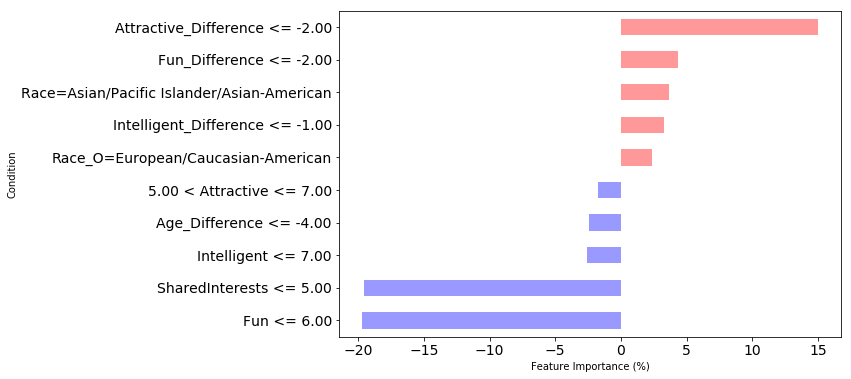 Attractive_Difference <= -2.00
Fun_Difference <= -2.00
Race=Asian/Pacific Islander/Asian-American
Intelligent_Difference <= -1.00
Race_O=European/Caucasian-American
5.00 < Attractive <= 7.00
Age_Difference <= -4.00
Intelligent <= 7.00
SharedInterests <= 5.00
Fun <= 6.00
Condition
−20 −15 −10 −5 0 5 10 15
Feature Importance (%)